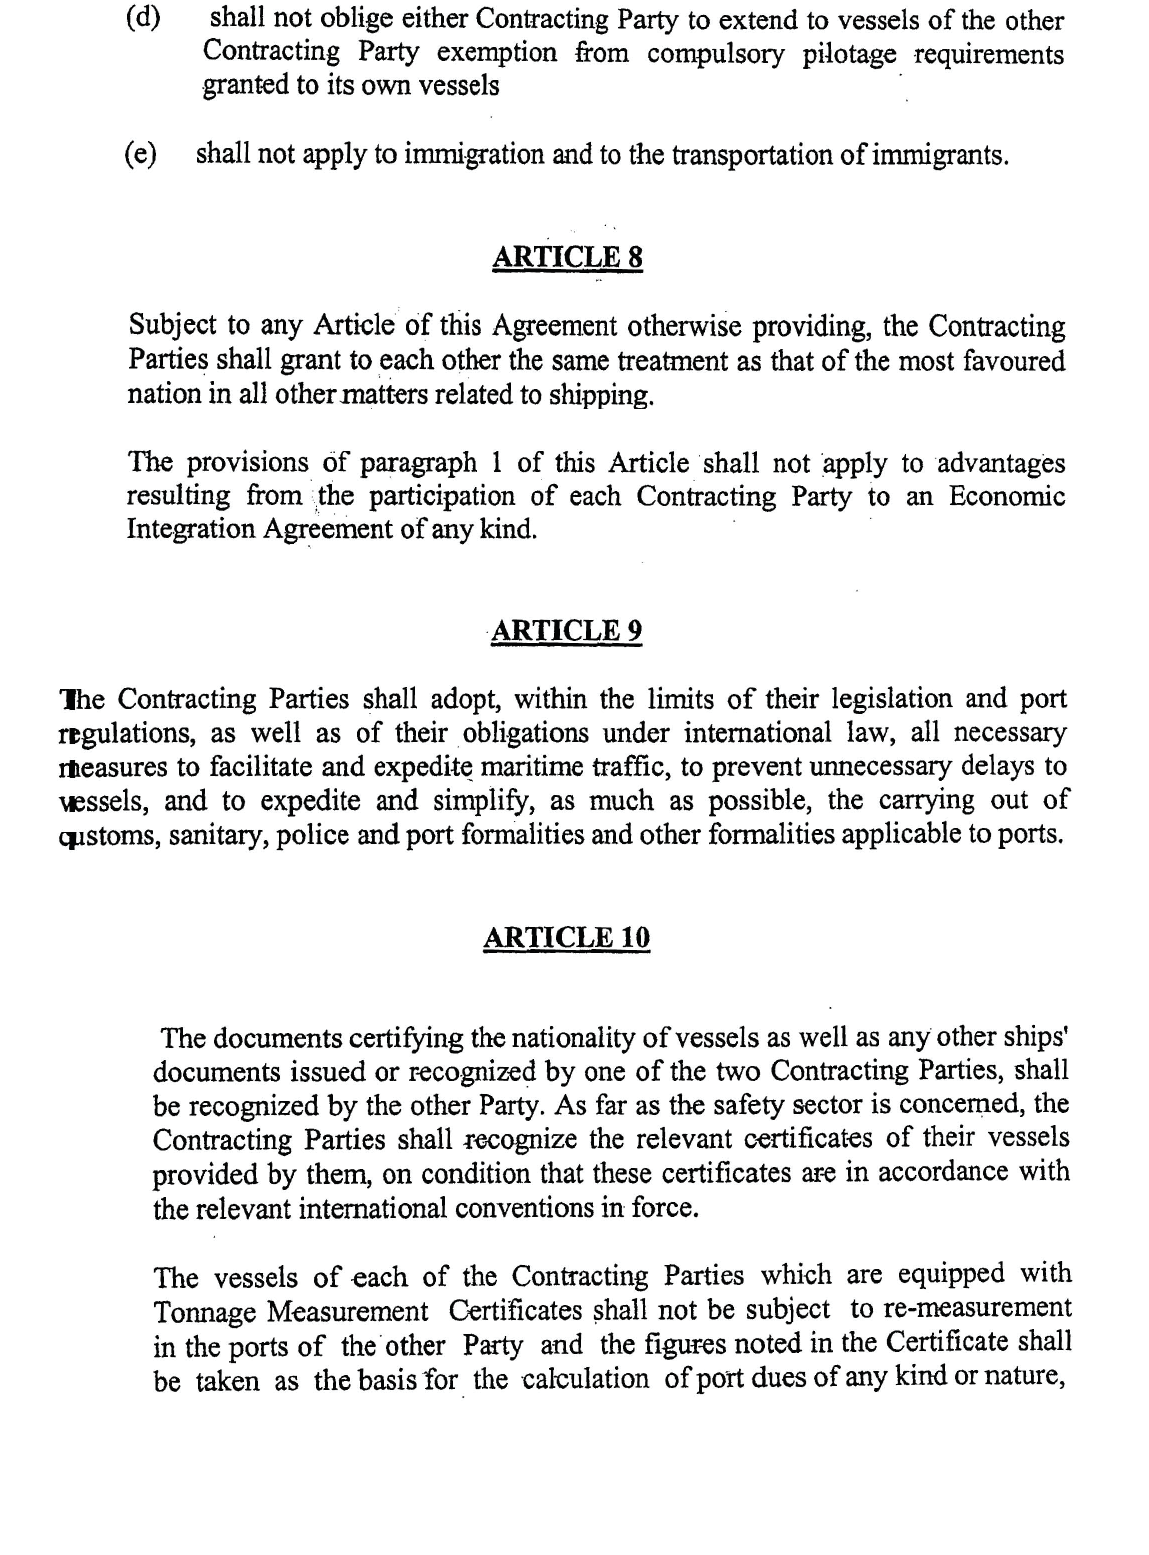 (d) shall not oblige either Contracting Party to extend to vessels of the other
Contracting Party exemption from compulsory pilotage requirements
granted to its own vessels
(e) shall not apply to immigration and to the transportation of immigrants.
ARTICLE 8
Subject to any Article of this Agreement otherwise providing, the Contracting
Parties shall grant to each other the same treatment as that of the most favoured
nation in all other matters related to shipping.
The provisions of paragraph 1 of this Article shall not apply to advantages
resulting from the participation of each Contracting Party to an Economic
Integration Agreement of any kind.
ARTICLE 9
The Contracting Parties shall adopt, within the limits of their legislation and port
regulations, as well as of their obligations under international law, all necessary
measures to facilitate and expedite maritime traffic, to prevent unnecessary delays to
vessels, and to expedite and simplify, as much as possible, the carrying out of
customs, sanitary, police and port formalities and other formalities applicable to ports.
ARTICLE 10
The documents certifying the nationality of vessels as well as any other ships'
documents issued or recognized by one of the two Contracting Parties, shall
be recognized by the other Party. As far as the safety sector is concerned, the
Contracting Parties shall recognize the relevant certificates of their vessels
provided by them, on condition that these certificates are in accordance with
the relevant international conventions in force.
The vessels of each of the Contracting Parties which are equipped with
Tonnage Measurement Certificates shall not be subject to re-measurement
in the ports of the other Party and the figures noted in the Certificate shall
be taken as the basis for the calculation of port dues of any kind or nature,